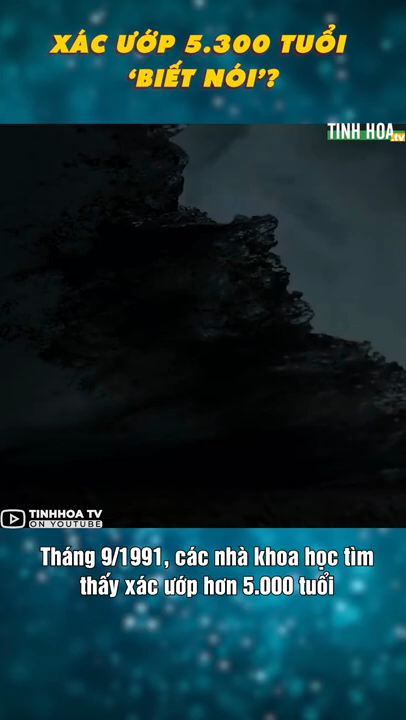 XÁC ƯỚP 5.300 TUỔI
‘BIẾT NÓI’?
TINH HOA
.tv
TINHHOA TV
ON YOUTUBE
Tháng 9/1991, các nhà khoa học tìm
thấy xác ướp hơn 5.000 tuổi